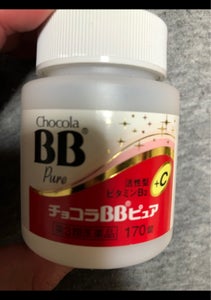 Chocola
BB®
Pure
活性型
ビタミンB₂
+C
チョコラBB®ピュア
第3類医薬品
170錠